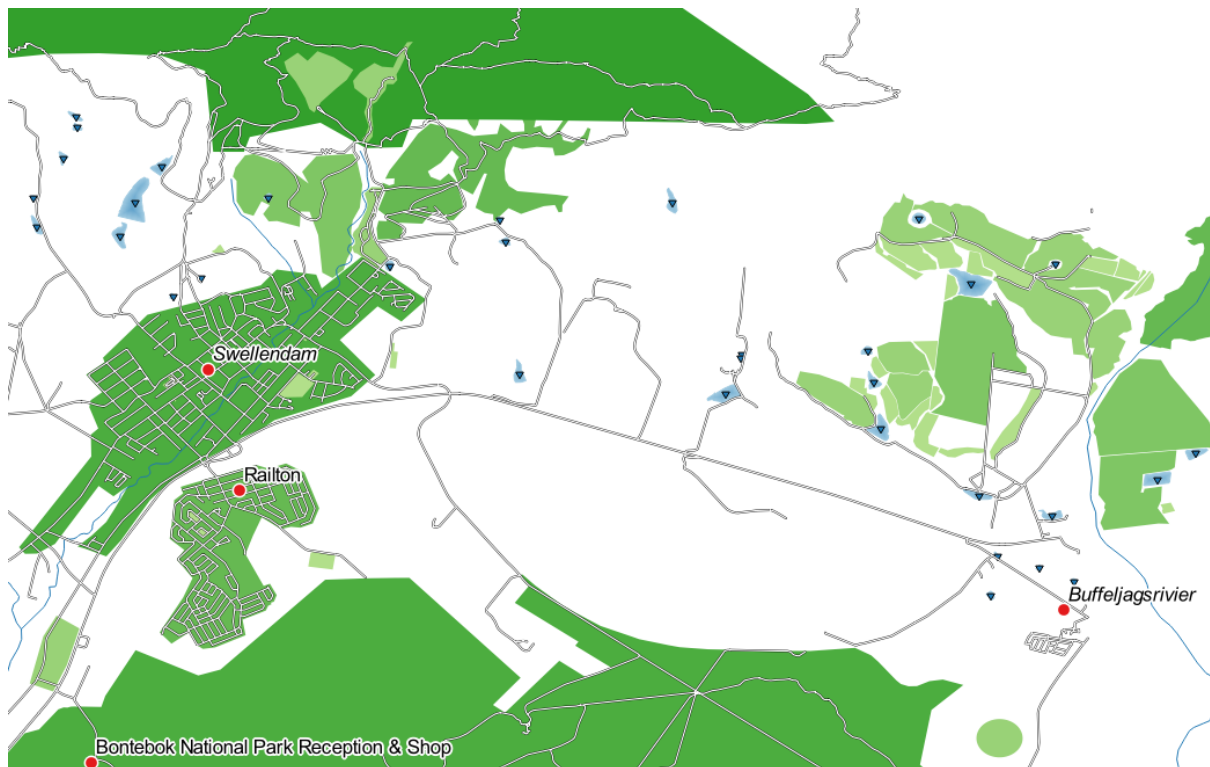 Swellendam
Railton
Buffeljagsrivier
Bontebok National Park Reception & Shop